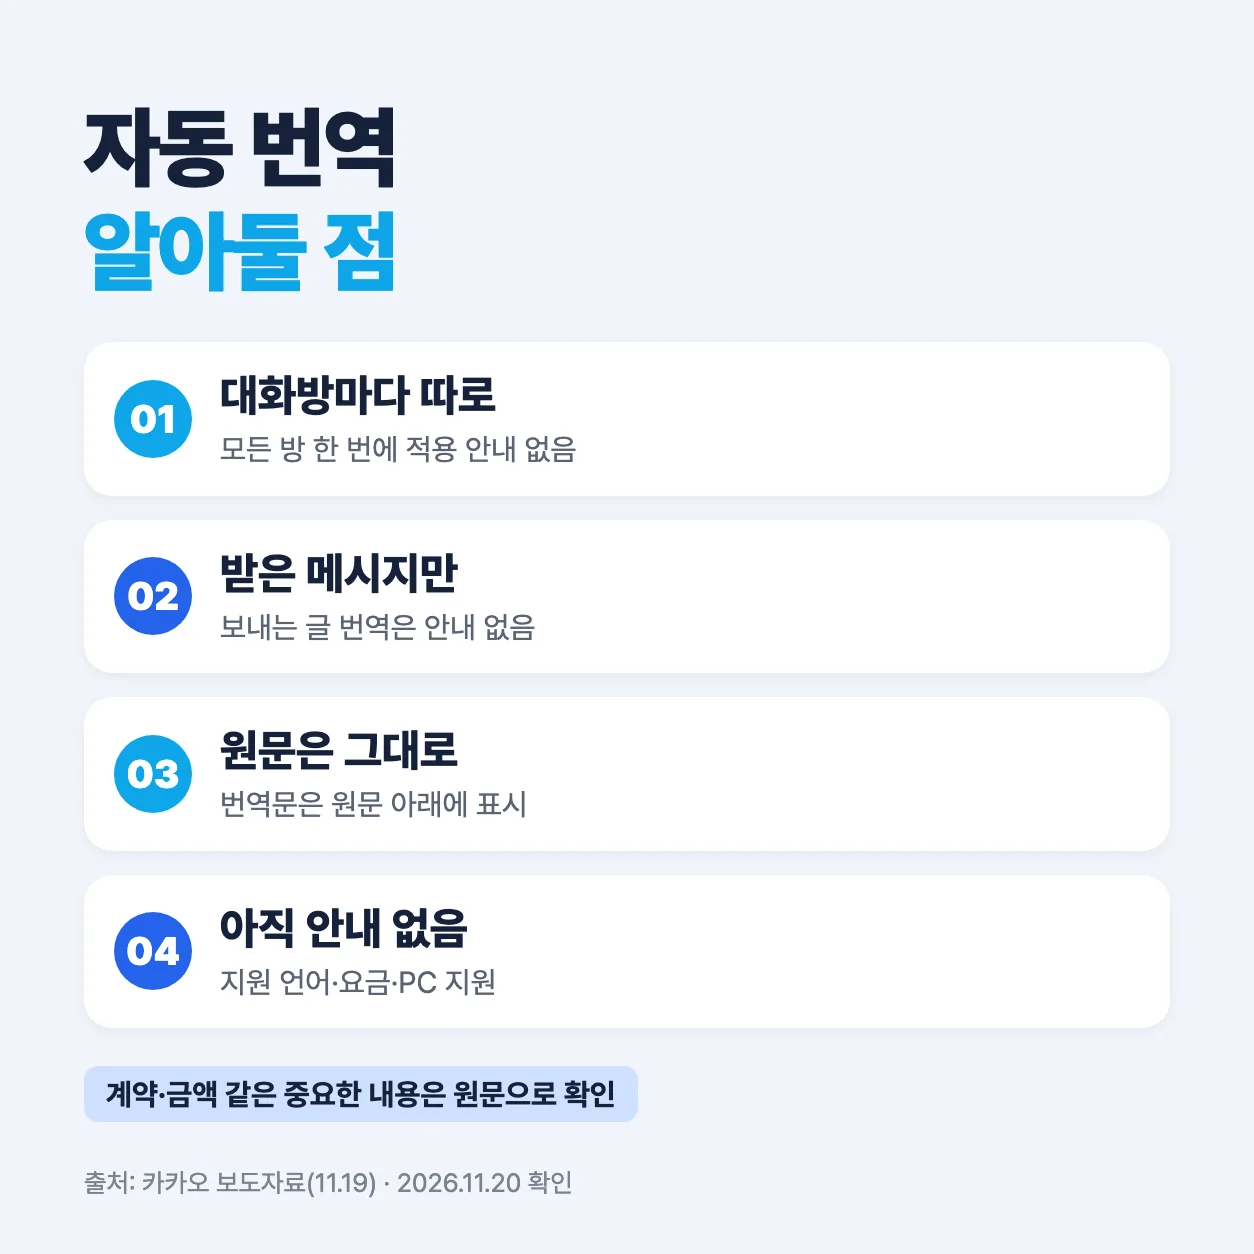 자동 번역
알아둘 점
01
대화방마다 따로
모든 방 한 번에 적용 안내 없음
02
받은 메시지만
보내는 글 번역은 안내 없음
03
원문은 그대로
번역문은 원문 아래에 표시
04
아직 안내 없음
지원 언어·요금·PC 지원
계약·금액 같은 중요한 내용은 원문으로 확인
출처: 카카오 보도자료(11.19) · 2026.11.20 확인